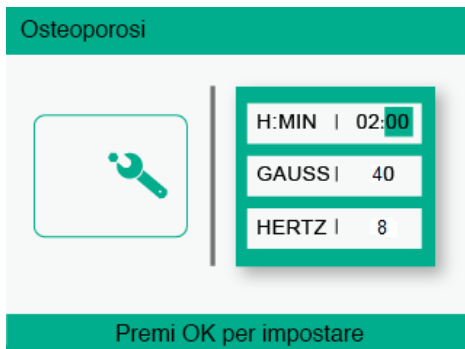 Osteoporosi
H:MIN | 02:00
GAUSS | 40
HERTZ | 8
Premi OK per impostare